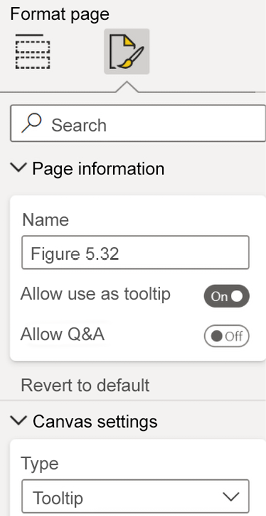 Format page
Search
Page information
Name
Figure 5.32
Allow use as tooltip On
Allow Q&A Off
Revert to default
Canvas settings
Type
Tooltip